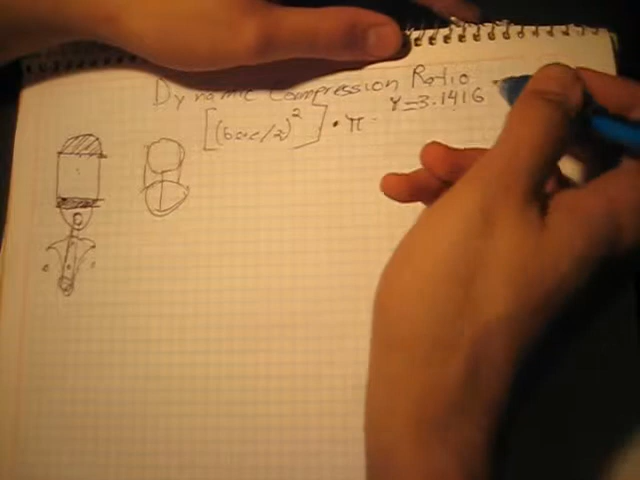 Dynamic Compression Ratio
[(bore/2)²] • π
γ=3.1416